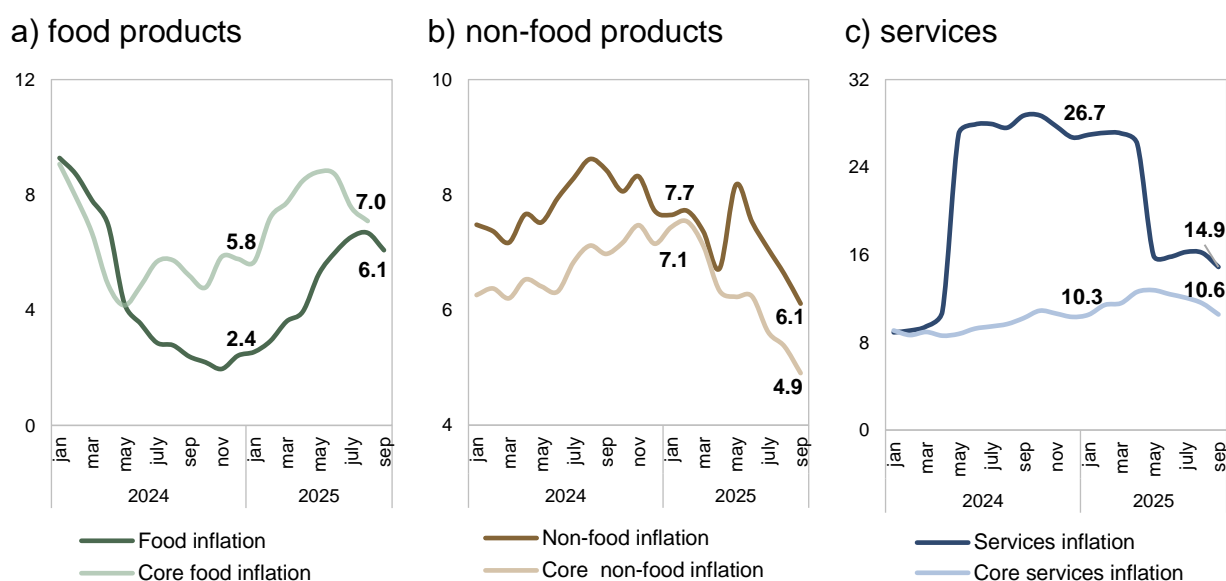 a) food products
12
8
4
0
5.8
7.0
2.4
6.1
jan
mar
may
july
sep
nov
jan
mar
may
july
sep
2024
2025
Food inflation
Core food inflation
b) non-food products
10
8
6
4
7.7
7.1
6.1
4.9
jan
mar
may
july
sep
nov
jan
mar
may
july
sep
2024
2025
Non-food inflation
Core  non-food inflation
c) services
32
24
16
8
0
26.7
14.9
10.3
10.6
jan
mar
may
july
sep
nov
jan
mar
may
july
sep
2024
2025
Services inflation
Core services inflation